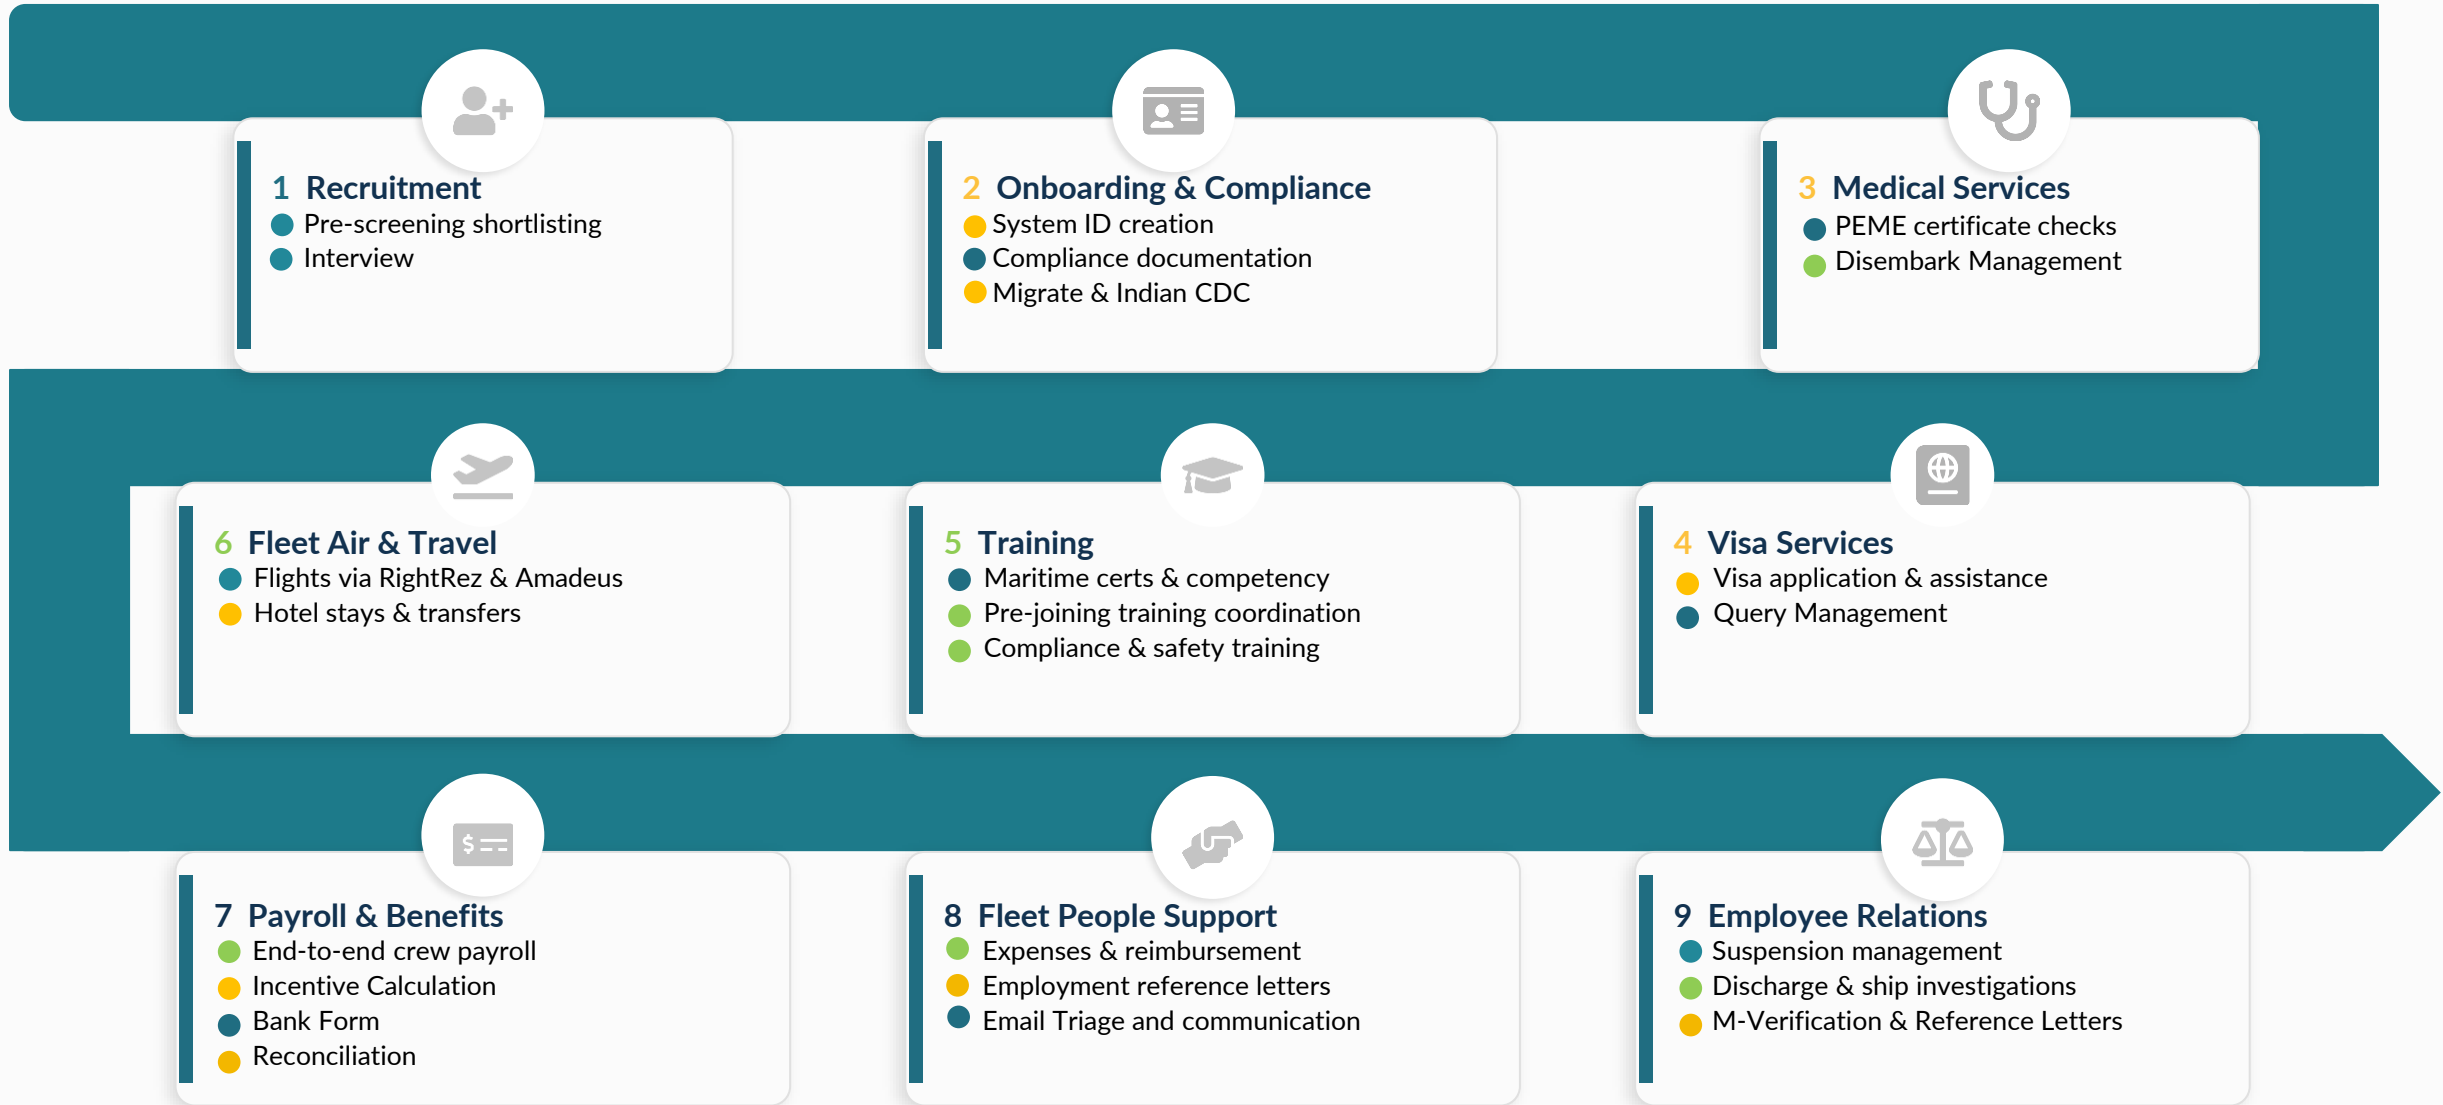 1 Recruitment
Pre-screening shortlisting
Interview
2 Onboarding & Compliance
System ID creation
Compliance documentation
Migrate & Indian CDC
3 Medical Services
PEME certificate checks
Disembark Management
6 Fleet Air & Travel
Flights via RightRez & Amadeus
Hotel stays & transfers
5 Training
Maritime certs & competency
Pre-joining training coordination
Compliance & safety training
4 Visa Services
Visa application & assistance
Query Management
7 Payroll & Benefits
End-to-end crew payroll
Incentive Calculation
Bank Form
Reconciliation
8 Fleet People Support
Expenses & reimbursement
Employment reference letters
Email Triage and communication
9 Employee Relations
Suspension management
Discharge & ship investigations
M-Verification & Reference Letters